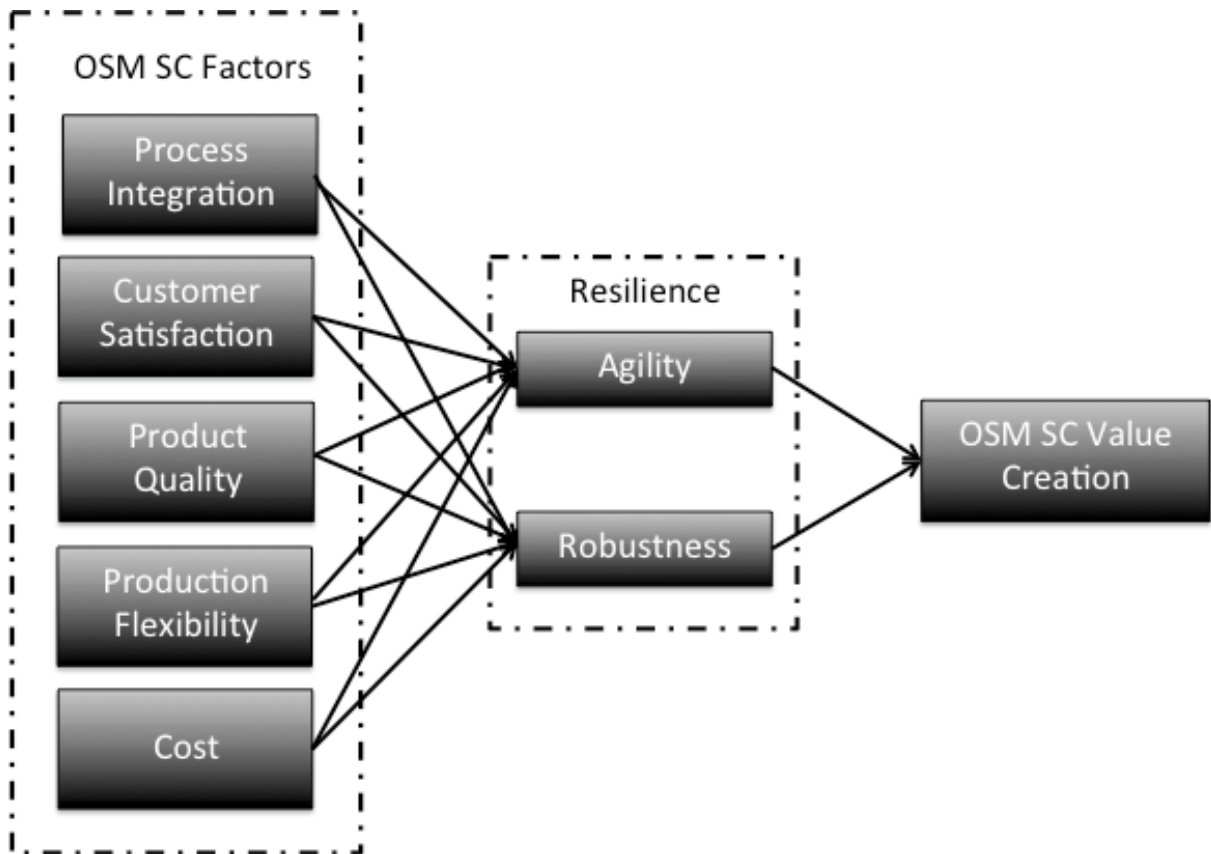 OSM SC Factors
Process
Integration
Customer
Satisfaction
Product
Quality
Production
Flexibility
Cost
Resilience
Agility
Robustness
OSM SC Value
Creation